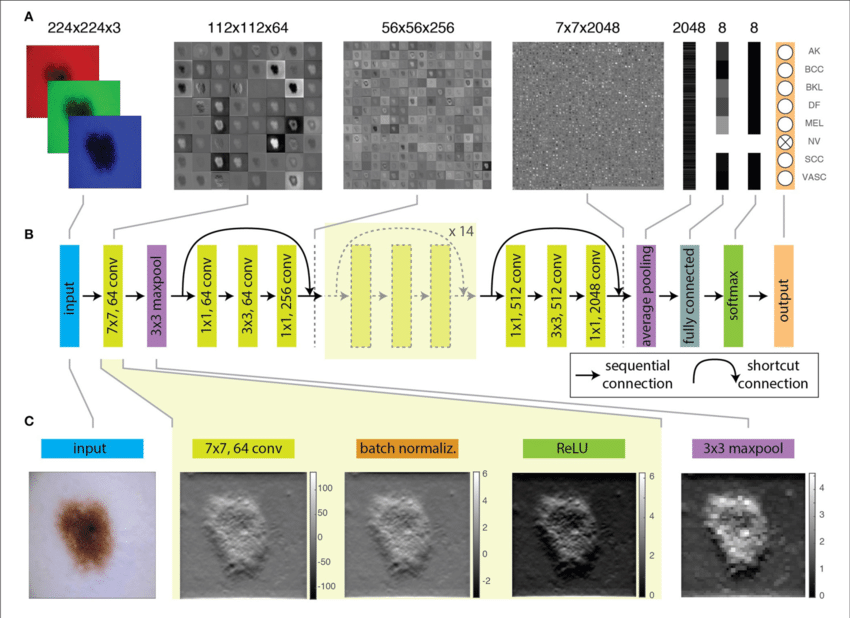 A
224x224x3 112x112x64 56x56x256 7x7x2048 2048 8 8
AK
BCC
BKL
DF
MEL
NV
SCC
VASC
B
x 14
input
7x7, 64 conv
3x3 maxpool
1x1, 64 conv
3x3, 64 conv
1x1, 256 conv
1x1, 512 conv
3x3, 512 conv
1x1, 2048 conv
average pooling
fully connected
softmax
output
sequential
connection
shortcut
connection
C
input 7x7, 64 conv batch normaliz. ReLU 3x3 maxpool
100
50
0
-50
-100
6
4
2
0
-2
6
4
2
0
4
3
2
1
0